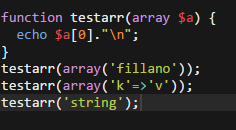 function testarr(array $a) {
  echo $a[0]."\n";
}
testarr(array('fillano'));
testarr(array('k'=>'v'));
testarr('string');